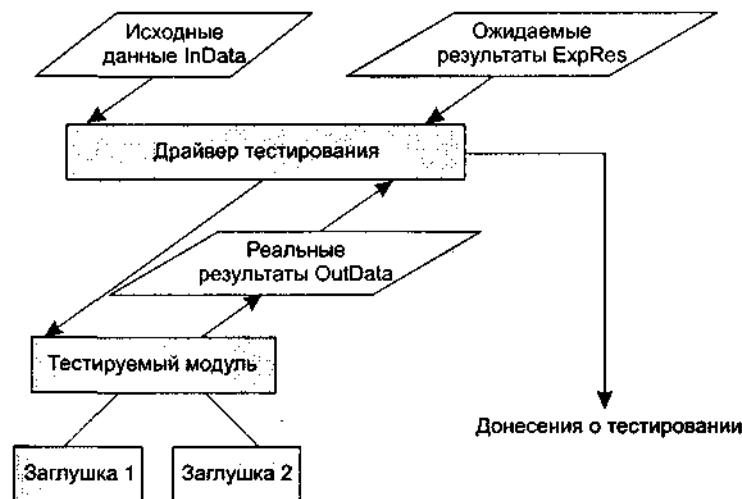 Исходные
данные InData
Ожидаемые
результаты ExpRes
Драйвер тестирования
Реальные
результаты OutData
Тестируемый модуль
Донесения о тестировании
Заглушка 1
Заглушка 2